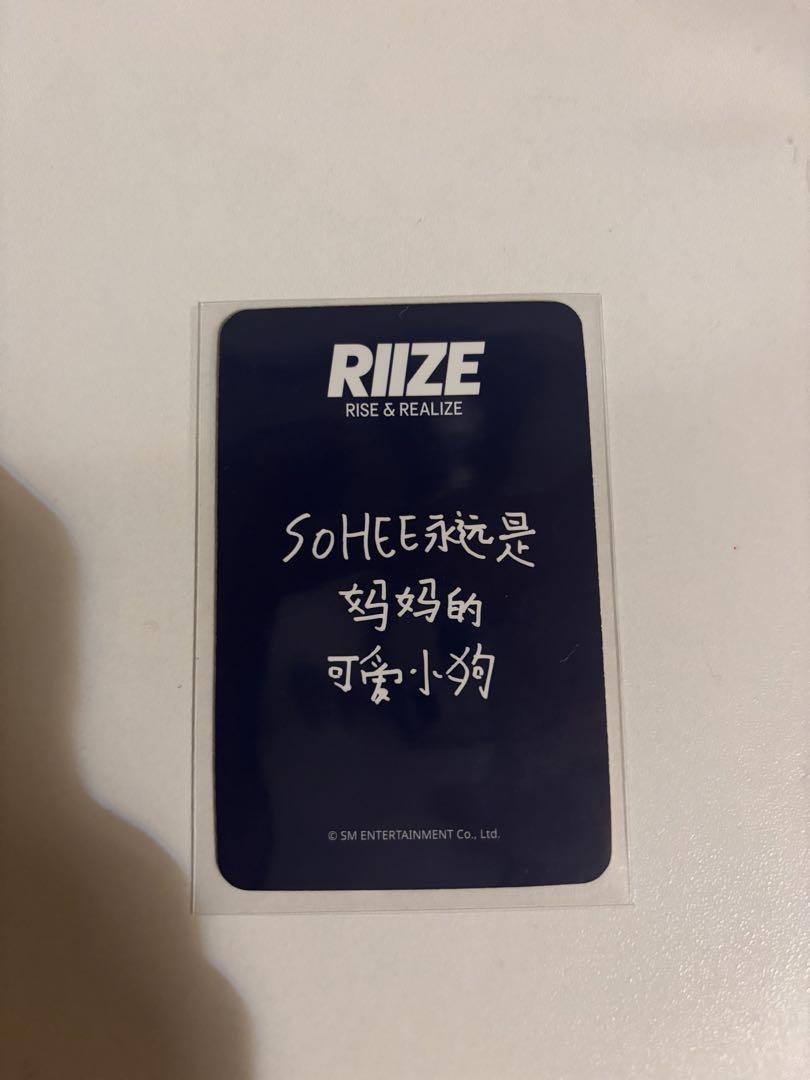 RIIZE
RISE & REALIZE
SOHEE永远是
妈妈的
可爱小狗
© SM ENTERTAINMENT Co., Ltd.